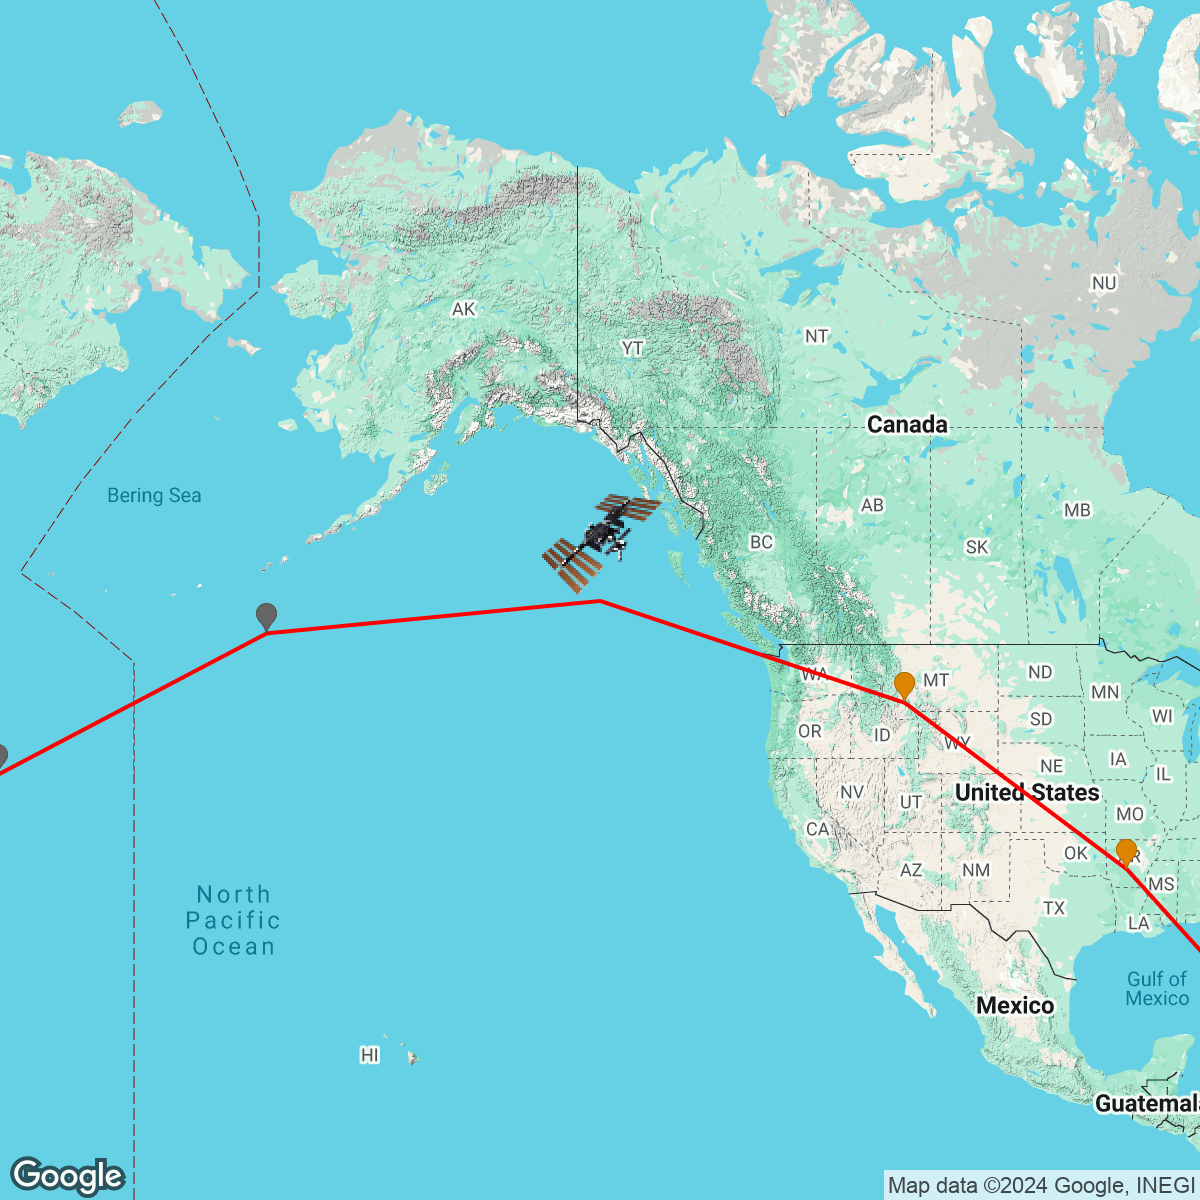 NU
AK
NT
YT
Canada
Bering Sea
AB
MB
BC
SK
WA
MT
ND
MN
OR
ID
WY
SD
WI
NE
IA
IL
NV
UT
United States
MO
CA
OK
AZ
NM
MS
TX
LA
North
Pacific
Ocean
Gulf of
Mexico
Mexico
HI
Guatemal
Google
Map data ©2024 Google, INEGI